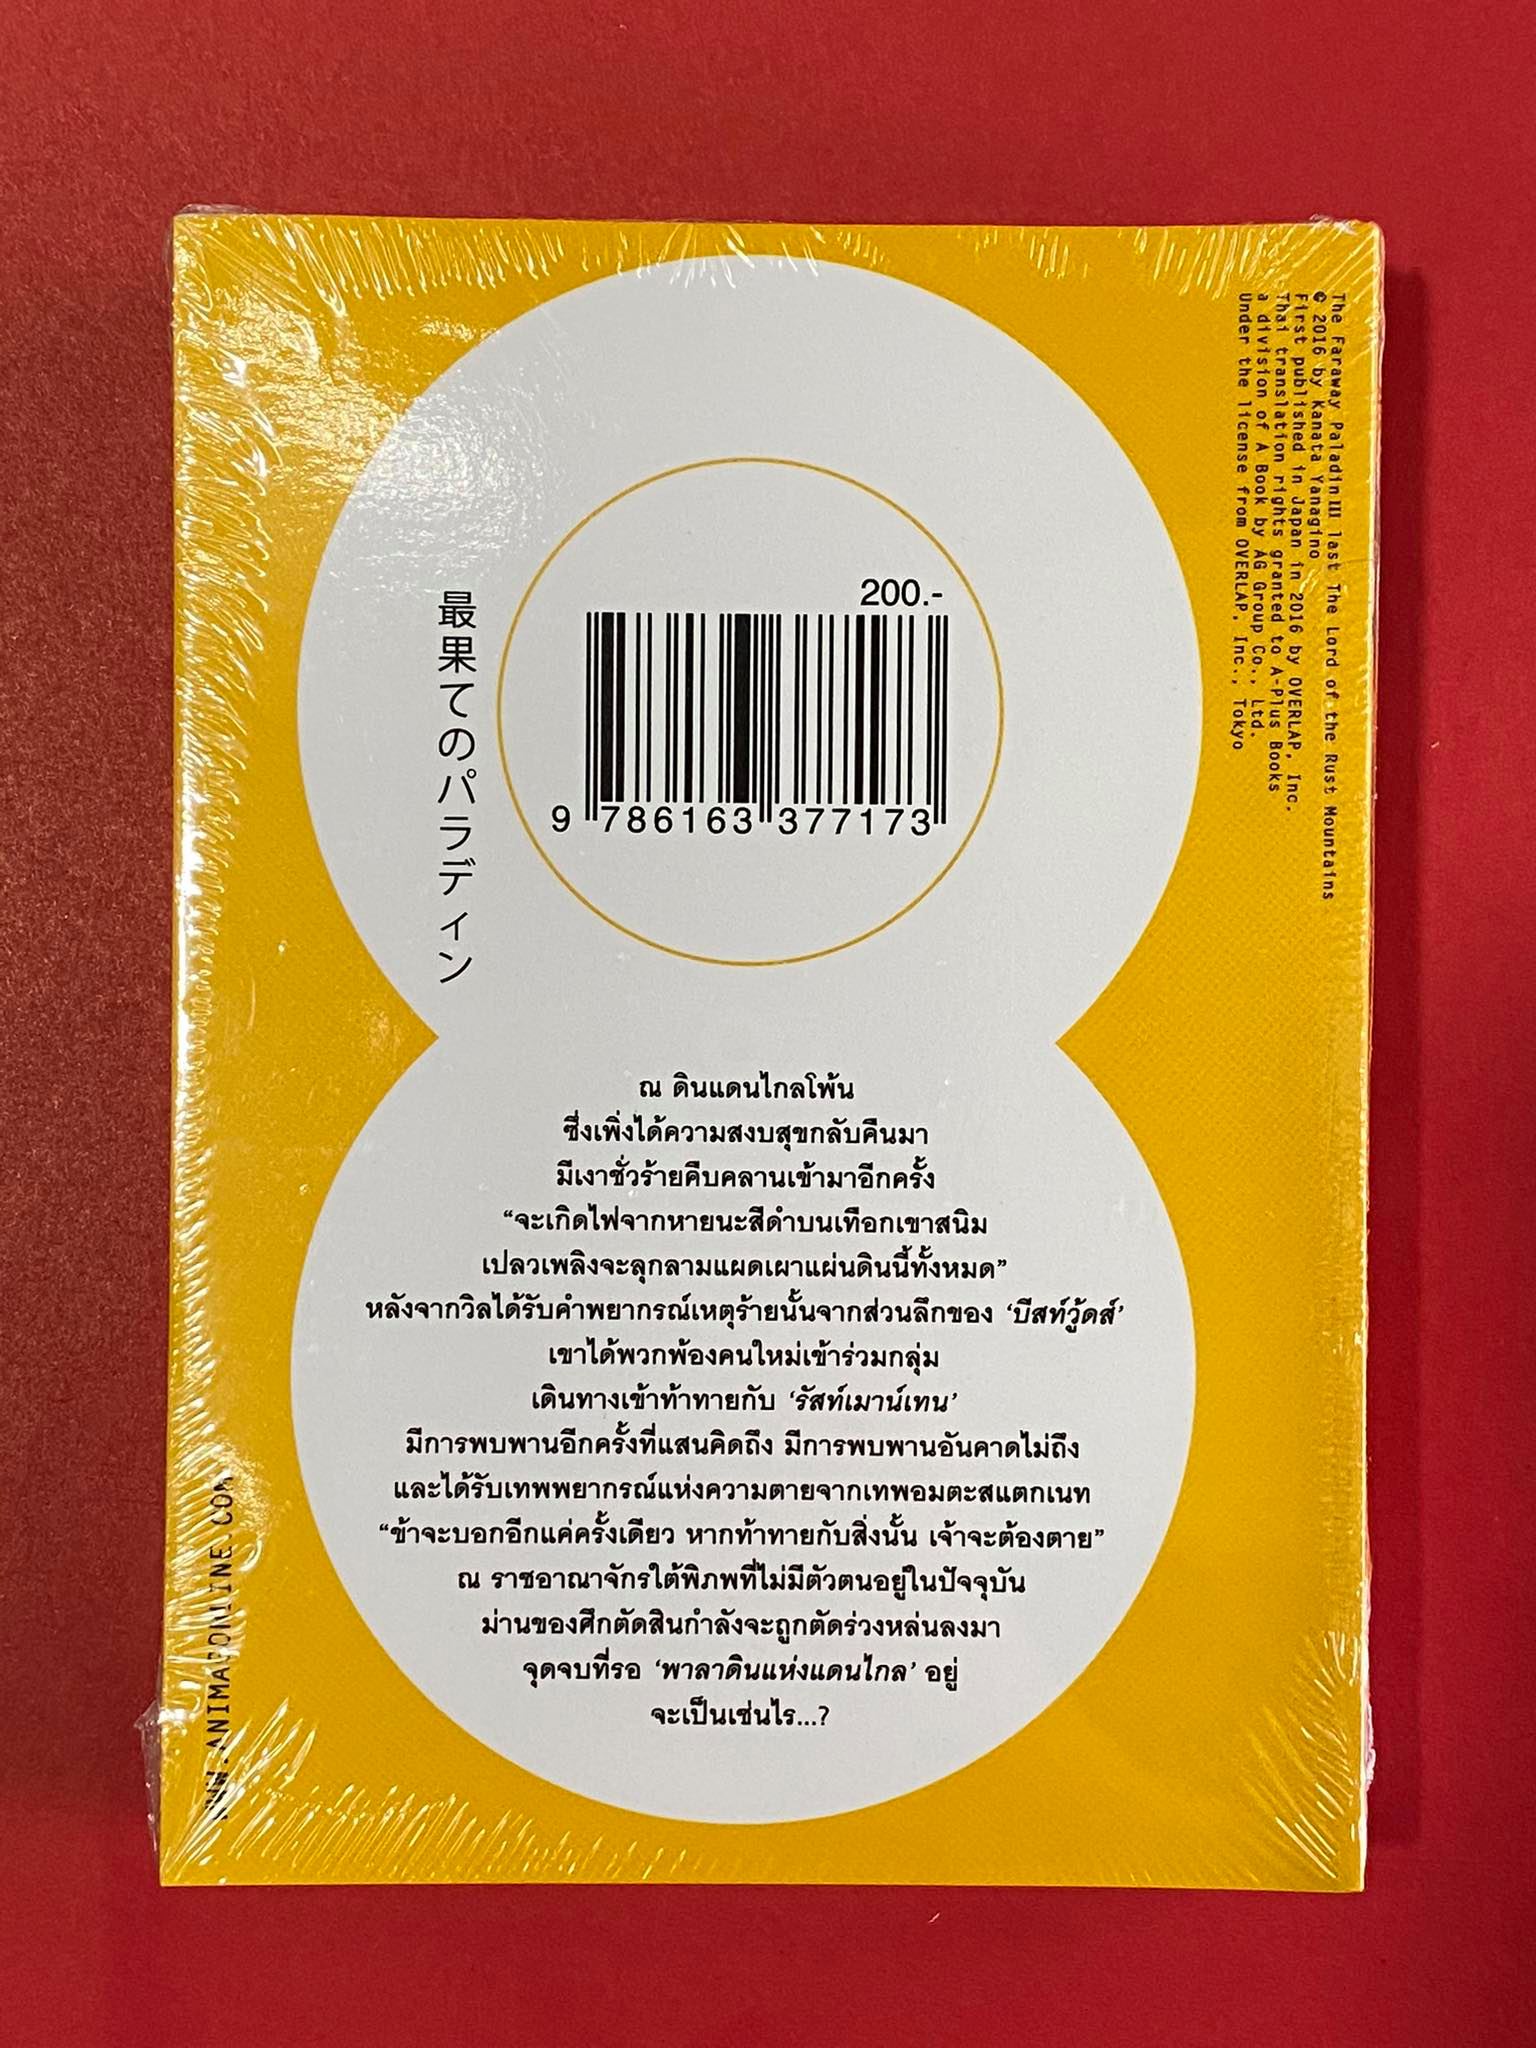 The Faraway Paladin III last The Lord of the Rust Mountains
© 2016 by Kanata Yanagino
First published in Japan in 2016 by OVERLAP, Inc.
Thai translation rights granted to A-Plus Books
a division of A Book by AG Group Co., Ltd.
Under the license from OVERLAP, Inc., Tokyo
200.-
9 786163 377173
最果てのパラディン
ณ ดินแดนไกลโพ้น
ซึ่งเพิ่งได้ความสงบสุขกลับคืนมา
มีเงาชั่วร้ายคืบคลานเข้ามาอีกครั้ง
“จะเกิดไฟจากหายนะสีดำบนเทือกเขาสนิม
เปลวเพลิงจะลุกลามแผดเผาแผ่นดินนี้ทั้งหมด”
หลังจากวิลได้รับคำพยากรณ์เหตุร้ายนั้นจากส่วนลึกของ ‘บีสท์วู้ดส์’
เขาได้พวกพ้องคนใหม่เข้าร่วมกลุ่ม
เดินทางเข้าท้าทายกับ ‘รัสท์เมาน์เทน’
มีการพบพานอีกครั้งที่แสนคิดถึง มีการพบพานอันคาดไม่ถึง
และได้รับเทพพยากรณ์แห่งความตายจากเทพอมตะสแตกเนท
“ข้าจะบอกอีกแค่ครั้งเดียว หากท้าทายกับสิ่งนั้น เจ้าจะต้องตาย”
ณ ราชอาณาจักรใต้พิภพที่ไม่มีตัวตนอยู่ในปัจจุบัน
ม่านของศึกตัดสินกำลังจะถูกตัดร่วงหล่นลงมา
จุดจบที่รอ ‘พาลาดินแห่งแดนไกล’ อยู่
จะเป็นเช่นไร...?
WWW.ANIMAGONLINE.COM